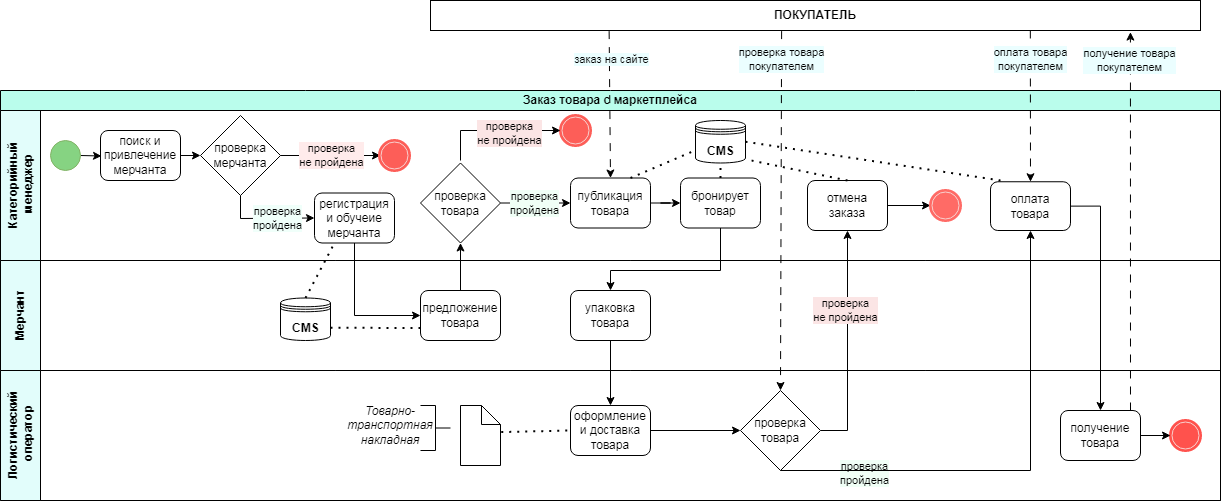 ПОКУПАТЕЛЬ
заказ на сайте
проверка товара
покупателем
оплата товара
покупателем
получение товара
покупателем
Заказ товара d маркетплейса
Категорийный
менеджер
поиск и
привлечение
мерчанта
проверка
мерчанта
проверка
не пройдена
проверка
пройдена
регистрация
и обучеие
мерчанта
проверка
товара
проверка
не пройдена
проверка
пройдена
публикация
товара
CMS
бронирует
товар
отмена
заказа
оплата
товара
Мерчант
CMS
предложение
товара
упаковка
товара
проверка
не пройдена
Логистический
оператор
Товарно-
транспортная
накладная
оформление
и доставка
товара
проверка
товара
проверка
пройдена
получение
товара